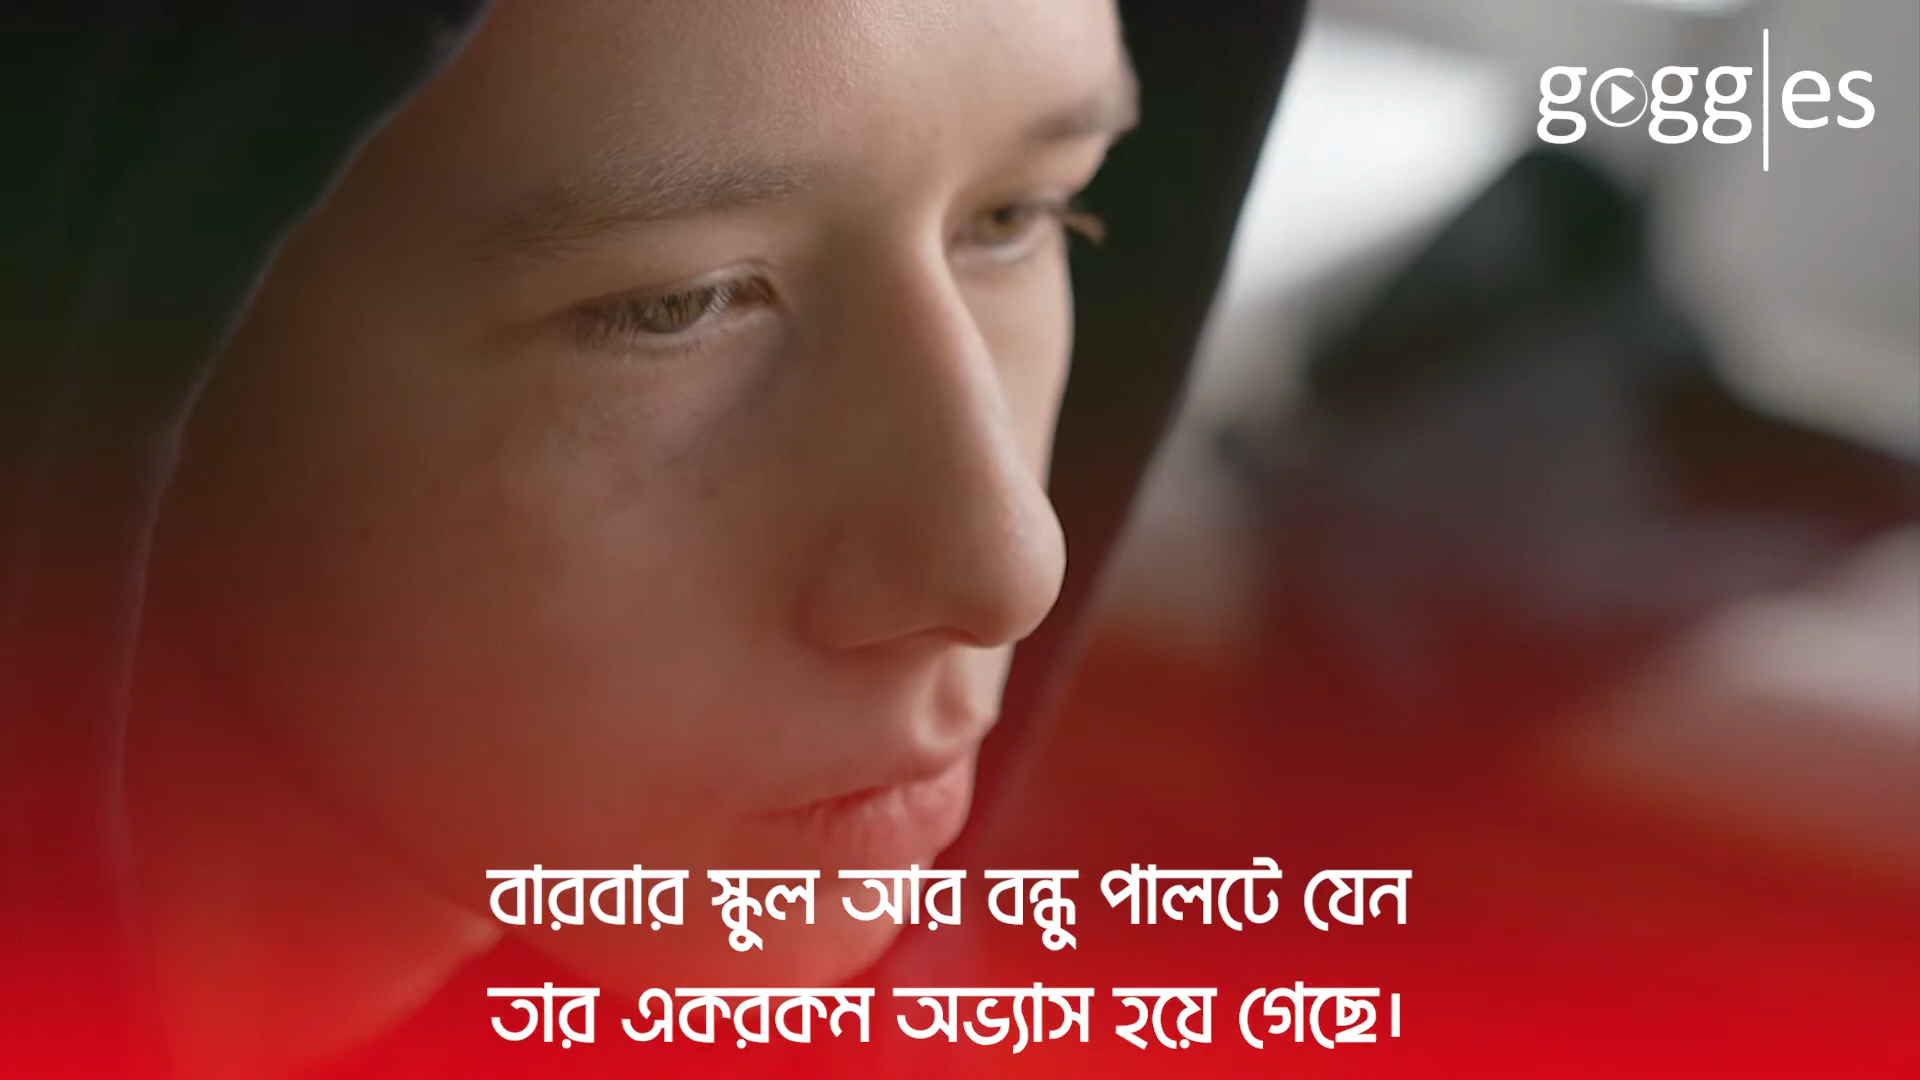 goggles
বারবার স্কুল আর বন্ধু পালটে যেন
তার একরকম অভ্যাস হয়ে গেছে।